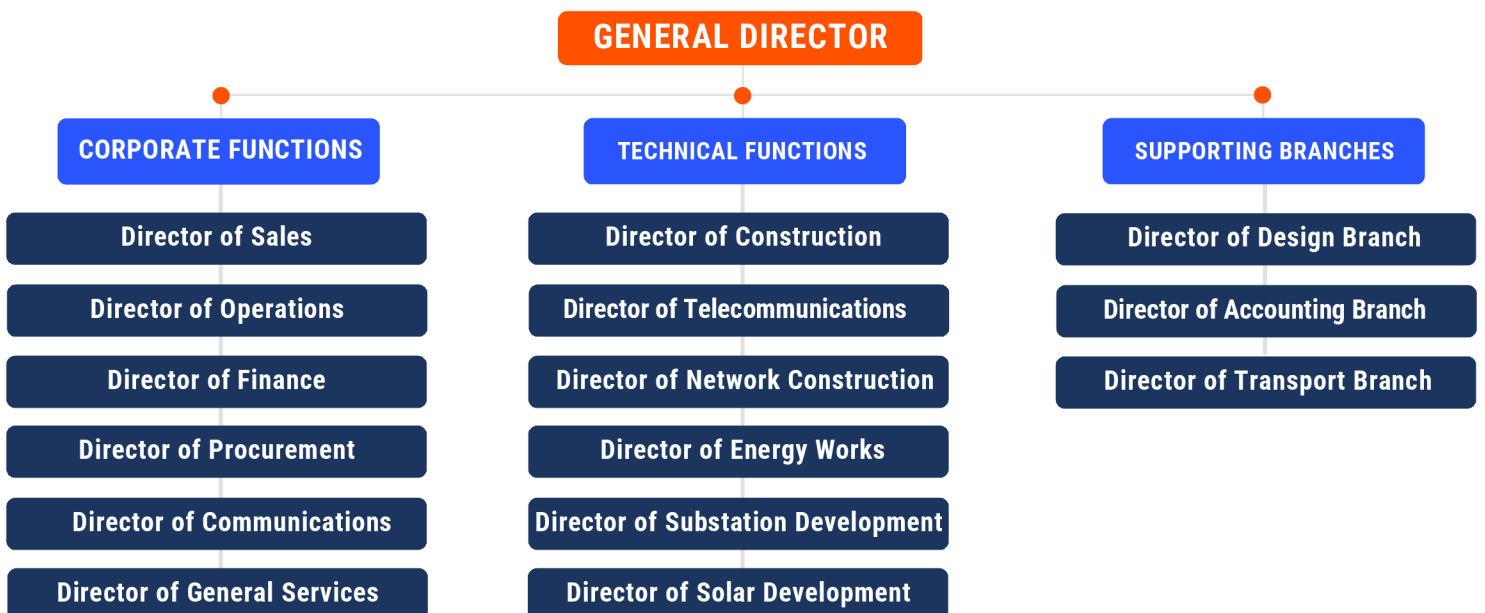 GENERAL DIRECTOR
CORPORATE FUNCTIONS
Director of Sales
Director of Operations
Director of Finance
Director of Procurement
Director of Communications
Director of General Services
TECHNICAL FUNCTIONS
Director of Construction
Director of Telecommunications
Director of Network Construction
Director of Energy Works
Director of Substation Development
Director of Solar Development
SUPPORTING BRANCHES
Director of Design Branch
Director of Accounting Branch
Director of Transport Branch